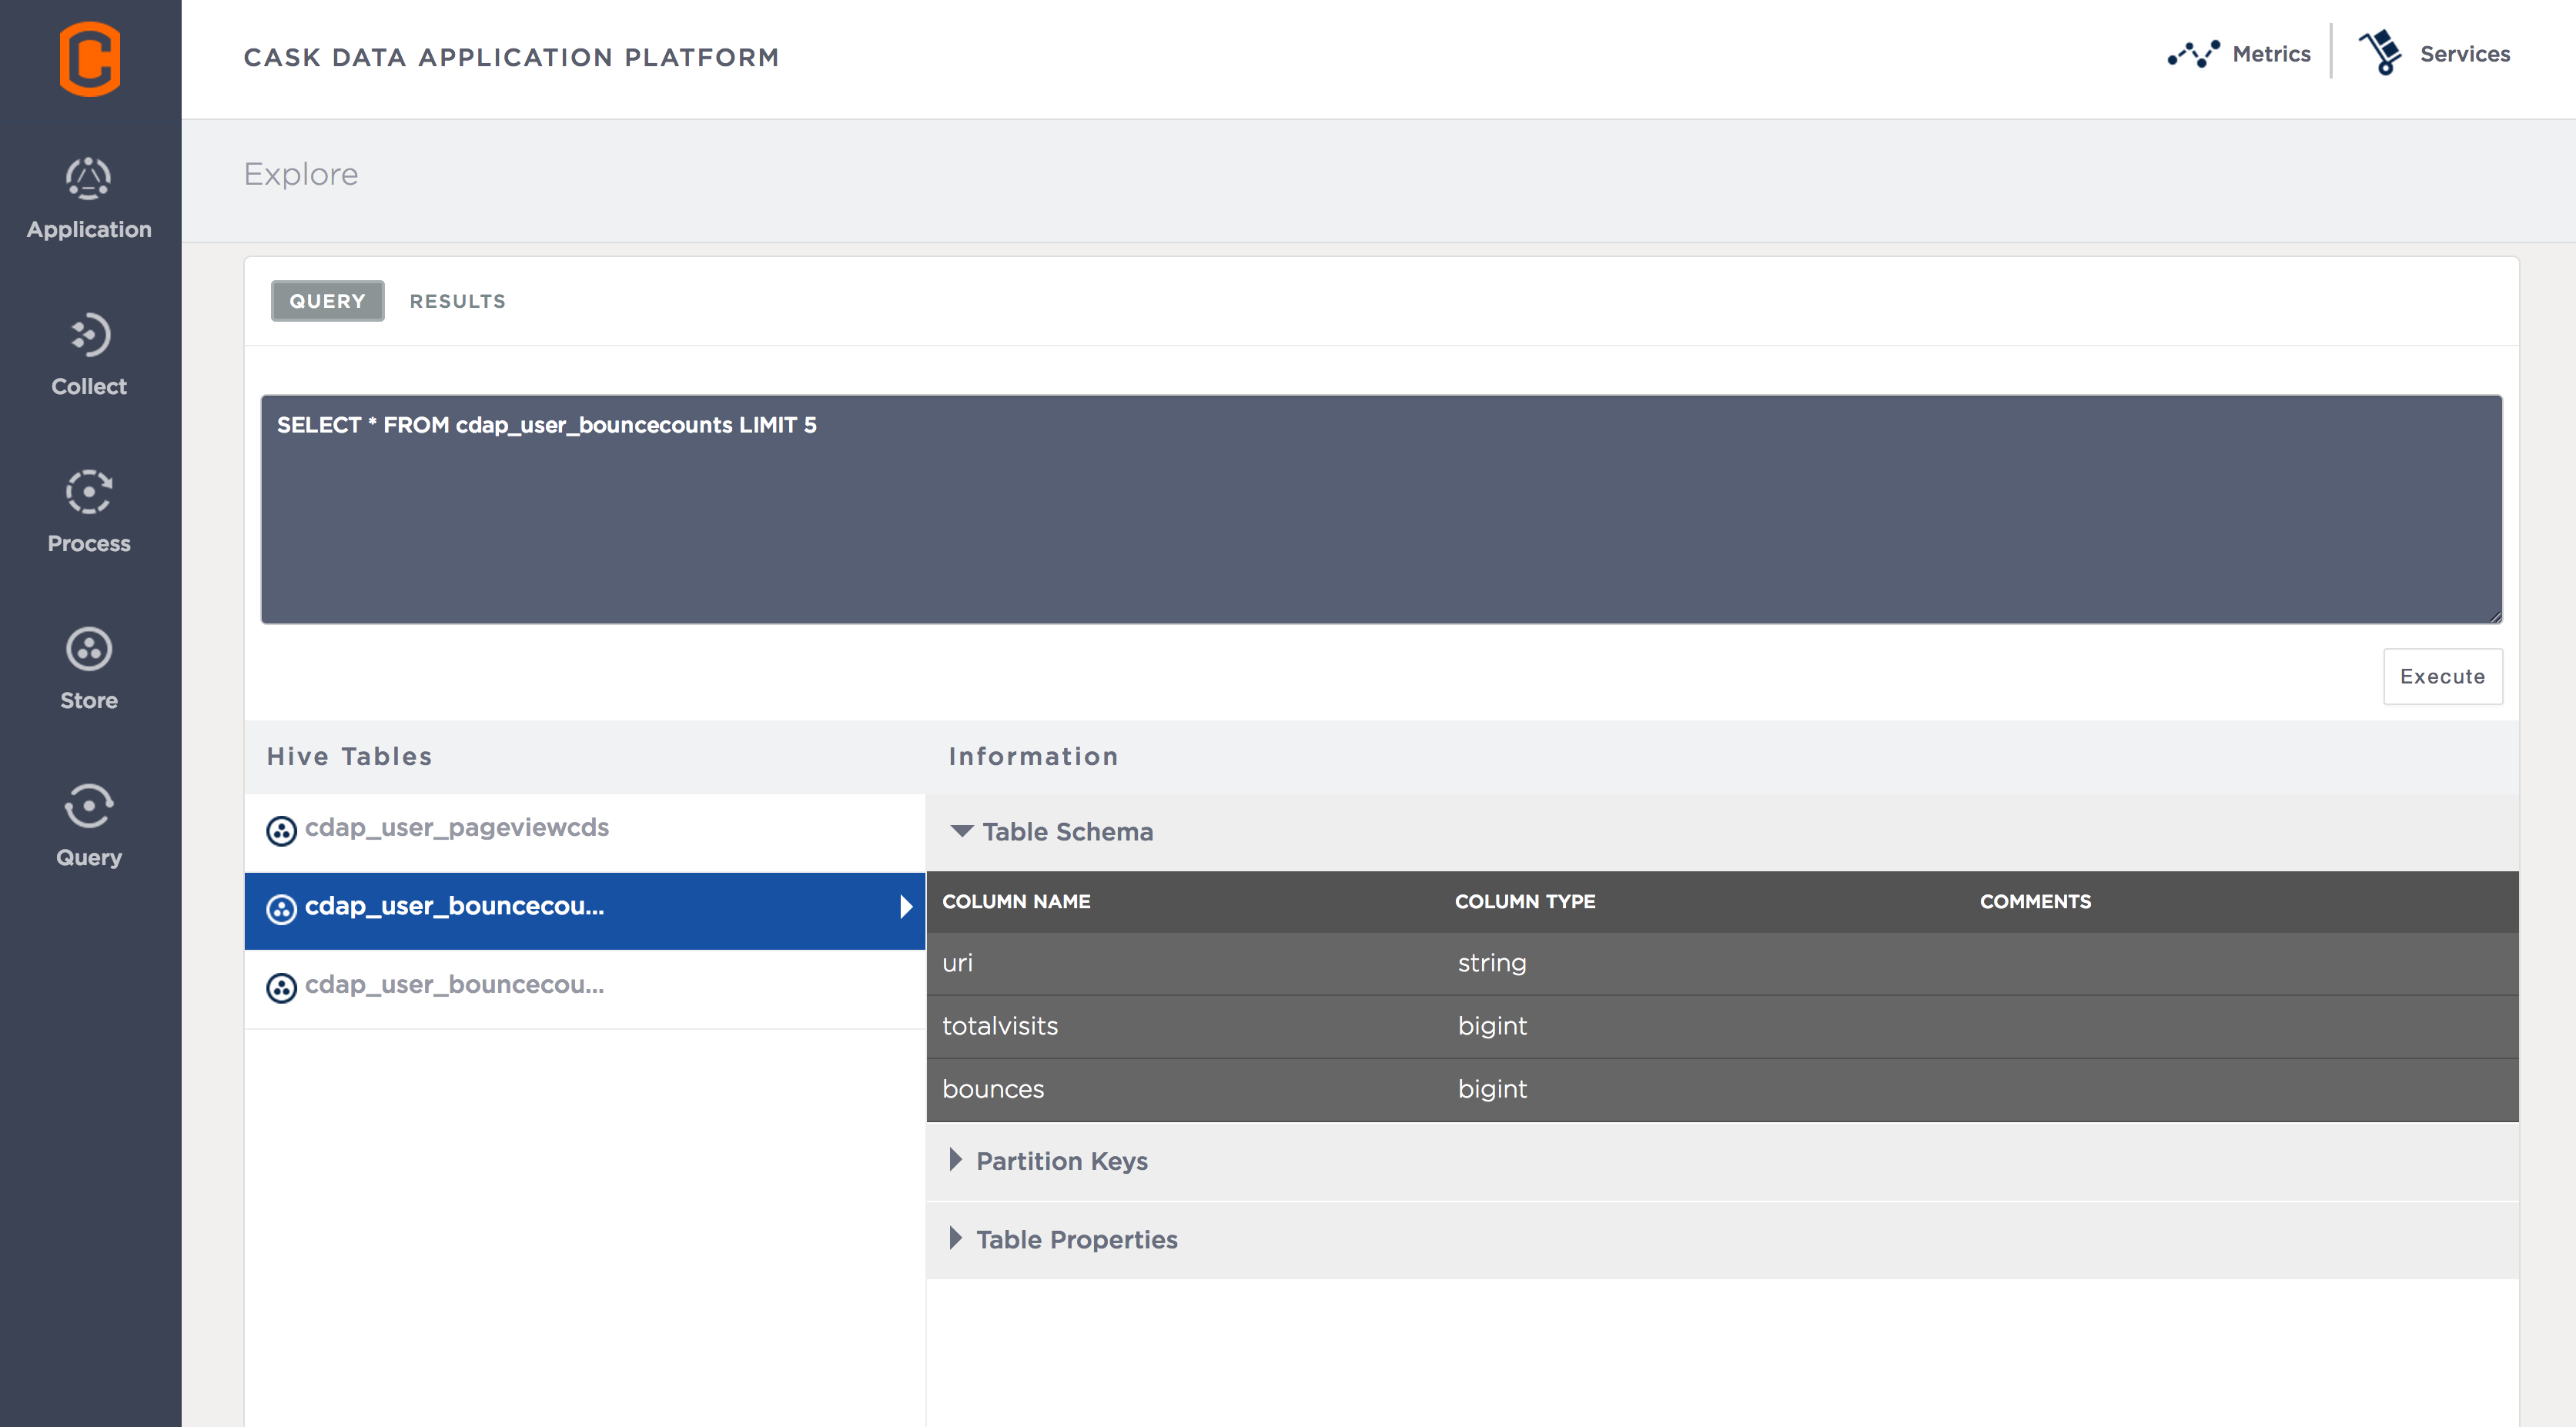 CASK DATA APPLICATION PLATFORM
Metrics
Services
Application
Collect
Process
Store
Query
Explore
QUERY RESULTS
SELECT * FROM cdap_user_bouncecounts LIMIT 5
Execute
Hive Tables
cdap_user_pageviewcds
cdap_user_bouncecou...
cdap_user_bouncecou...
Information
Table Schema
COLUMN NAME COLUMN TYPE COMMENTS
uri string
totalvisits bigint
bounces bigint
Partition Keys
Table Properties